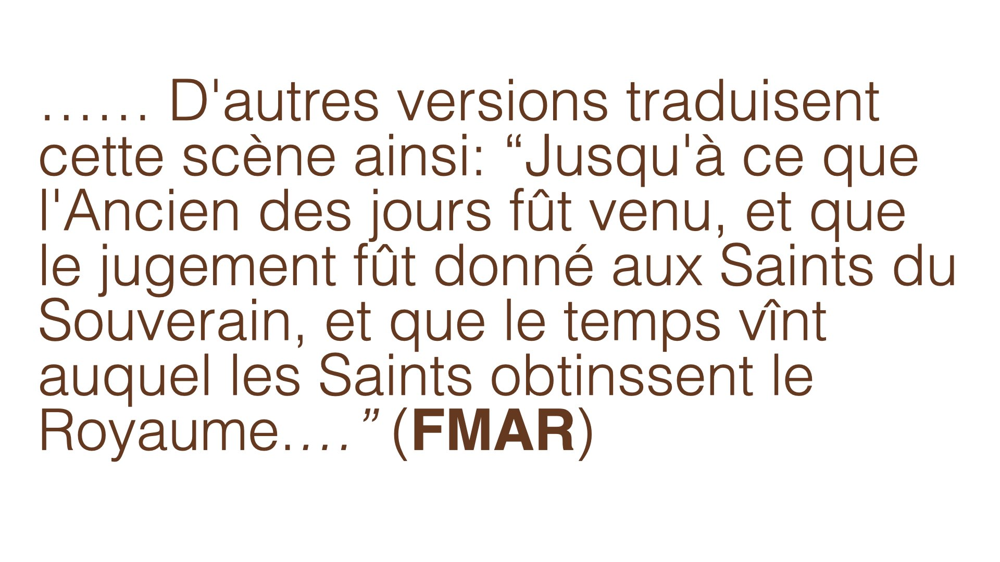 …… D'autres versions traduisent
cette scène ainsi: “Jusqu'à ce que
l'Ancien des jours fût venu, et que
le jugement fût donné aux Saints du
Souverain, et que le temps vînt
auquel les Saints obtinssent le
Royaume.… ” (FMAR)